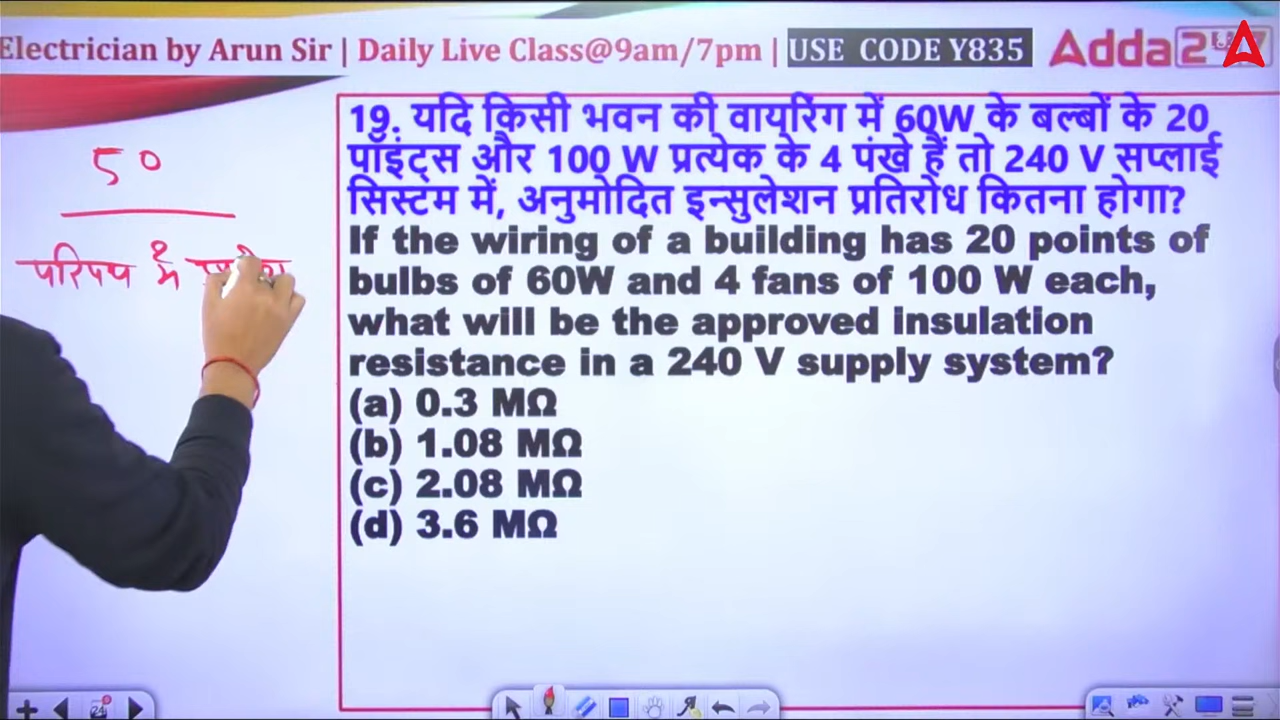 Electrician by Arun Sir | Daily Live Class@9am/7pm | USE CODE Y835
50
परिपथ में
19. यदि किसी भवन की वायरिंग में 60W के बल्बों के 20
पॉइंट्स और 100 W प्रत्येक के 4 पंखे हैं तो 240 V सप्लाई
सिस्टम में, अनुमोदित इन्सुलेशन प्रतिरोध कितना होगा?
If the wiring of a building has 20 points of
bulbs of 60W and 4 fans of 100 W each,
what will be the approved insulation
resistance in a 240 V supply system?
(a) 0.3 MΩ
(b) 1.08 MΩ
(c) 2.08 MΩ
(d) 3.6 MΩ
24